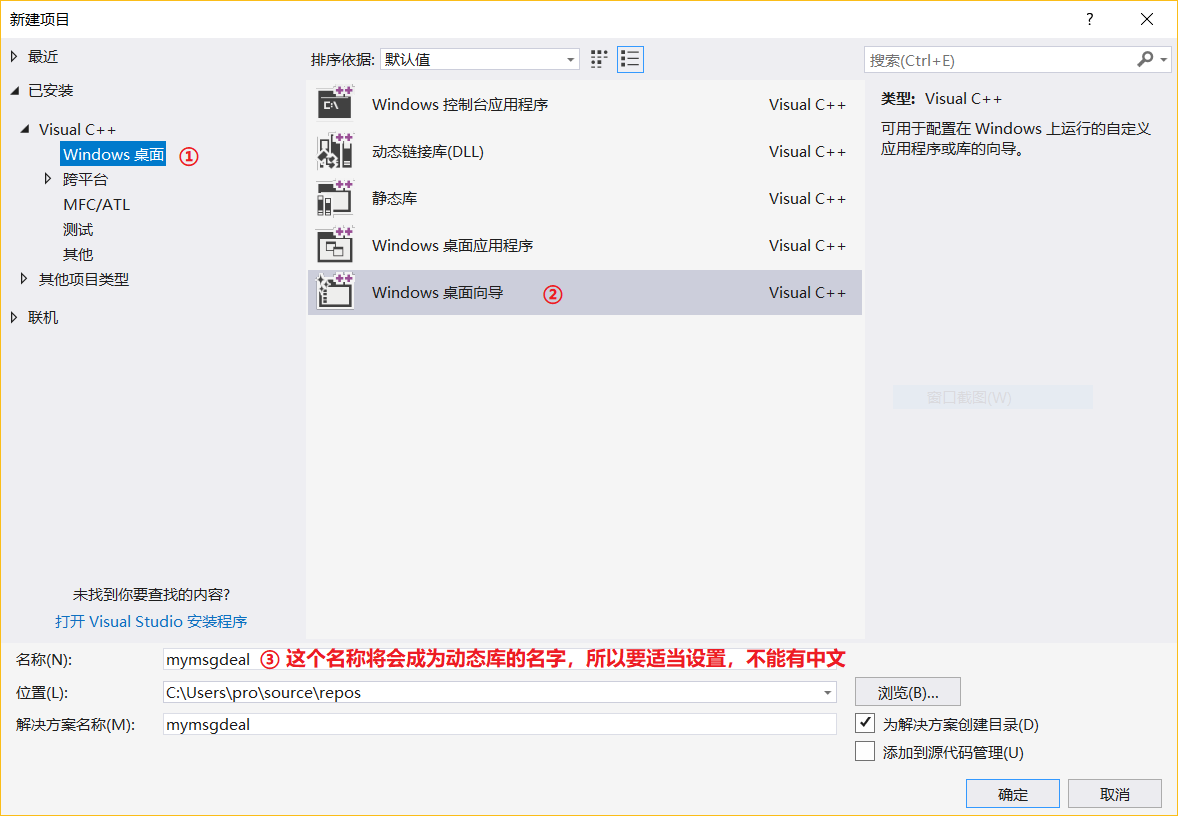 新建项目
?
最近
已安装
Visual C++
Windows 桌面 ①
跨平台
MFC/ATL
测试
其他
其他项目类型
联机
未找到你要查找的内容?
打开 Visual Studio 安装程序
排序依据: 默认值
Windows 控制台应用程序 Visual C++
动态链接库(DLL) Visual C++
静态库 Visual C++
Windows 桌面应用程序 Visual C++
Windows 桌面向导 ② Visual C++
搜索(Ctrl+E)
类型: Visual C++
可用于配置在 Windows 上运行的自定义
应用程序或库的向导。
窗口截图(W)
名称(N): mymsgdeal ③ 这个名称将会成为动态库的名字，所以要适当设置，不能有中文
位置(L): C:\Users\pro\source\repos 浏览(B)...
解决方案名称(M): mymsgdeal 为解决方案创建目录(D)
添加到源代码管理(U)
确定 取消